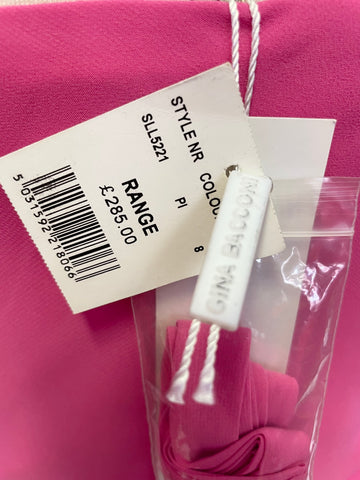 STYLE NR COLOU
SLL5221 PI 8
RANGE
£285.00
5 031592 218066
GINA BACCONI